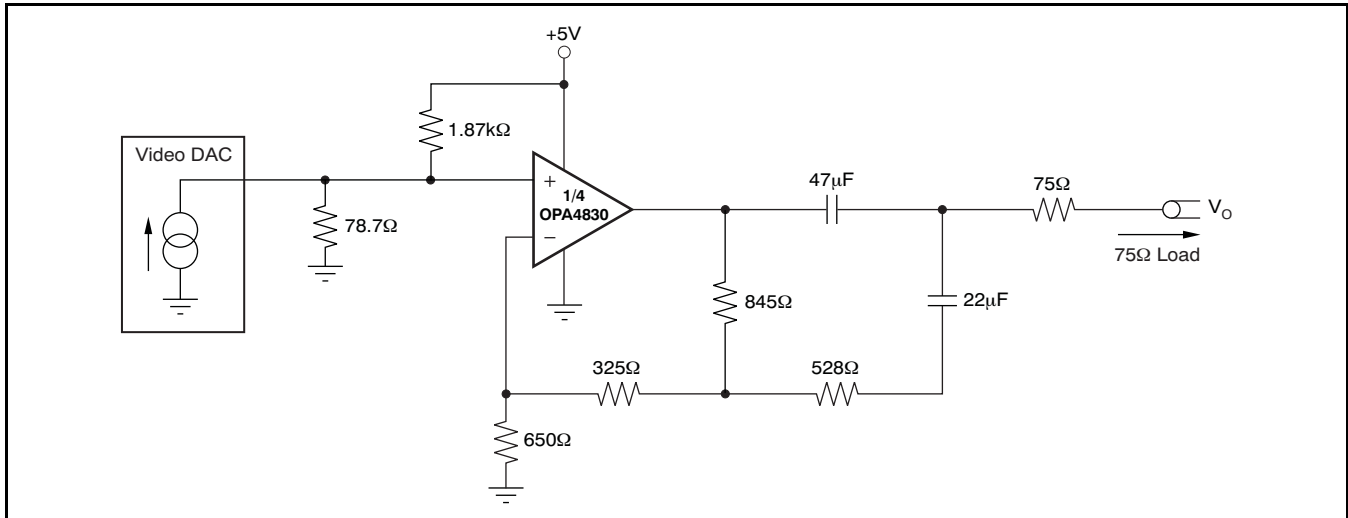 +5V
1.87kΩ
Video DAC
78.7Ω
+
1/4
OPA4830
−
47μF
75Ω
VO
75Ω Load
845Ω
22μF
325Ω
528Ω
650Ω